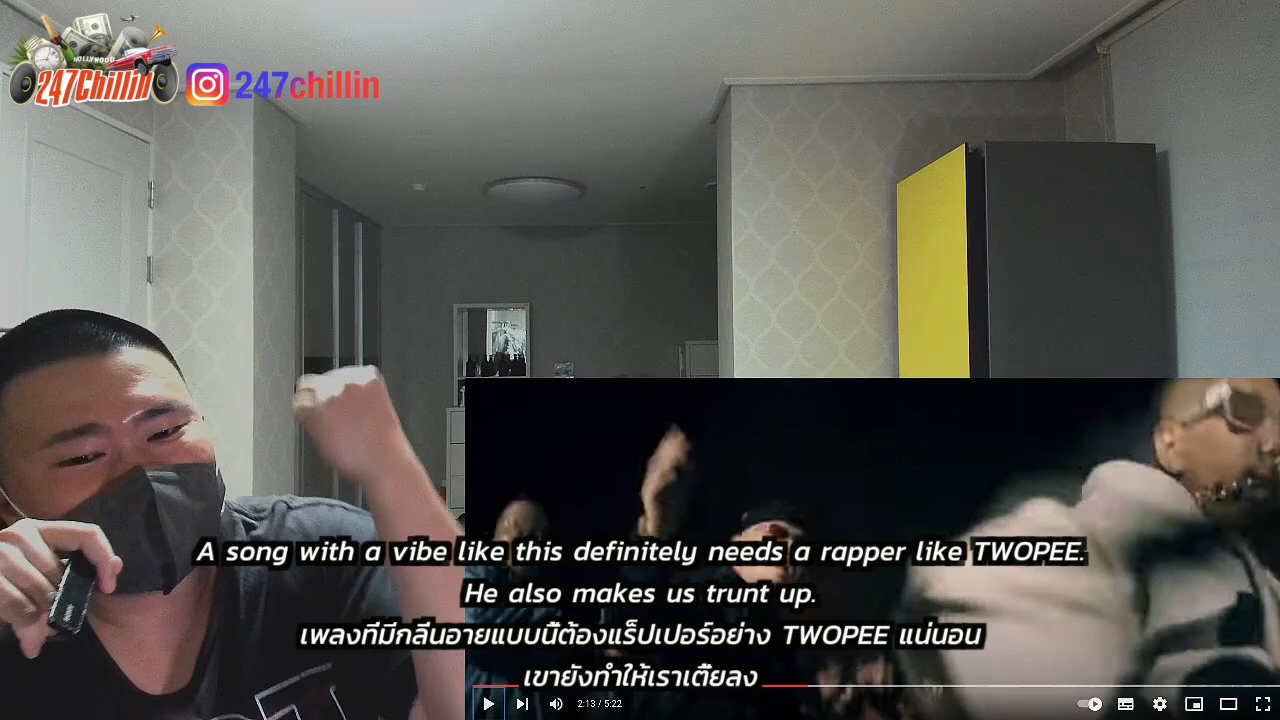 HOLLYWOOD
247Chillin
247chillin
A song with a vibe like this definitely needs a rapper like TWOPEE.
He also makes us trunt up.
เพลงที่มีกลิ่นอายแบบนี้ต้องแร็ปเปอร์อย่าง TWOPEE แน่นอน
เขายังทำให้เราเตี้ยลง
2:13 / 5:22